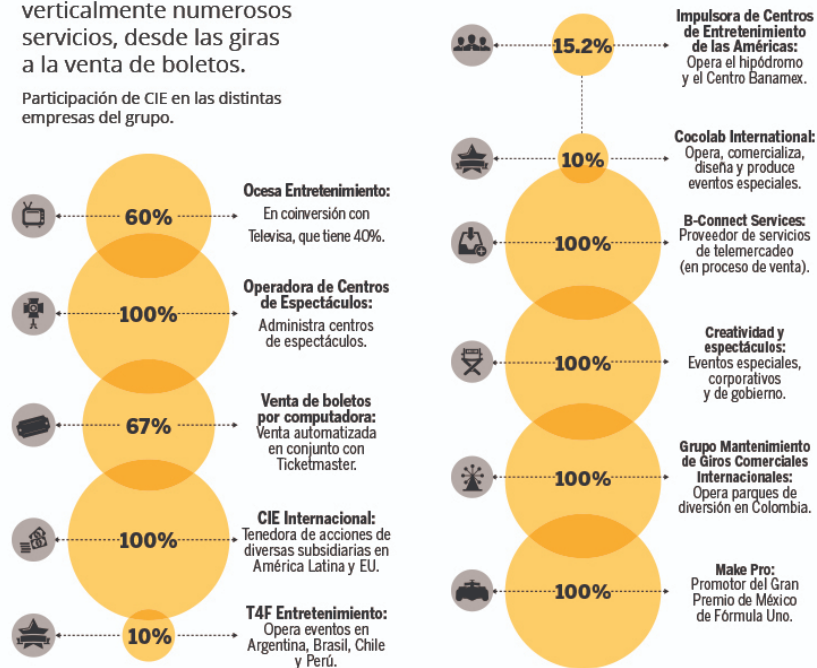 verticalmente numerosos
servicios, desde las giras
a la venta de boletos.
Participación de CIE en las distintas
empresas del grupo.
60%
Ocesa Entretenimiento:
En coinversión con
Televisa, que tiene 40%.
100%
Operadora de Centros
de Espectáculos:
Administra centros
de espectáculos.
67%
Venta de boletos
por computadora:
Venta automatizada
en conjunto con
Ticketmaster.
100%
CIE Internacional:
Tenedora de acciones de
diversas subsidiarias en
América Latina y EU.
10%
T4F Entretenimiento:
Opera eventos en
Argentina, Brasil, Chile
y Perú.
15.2%
Impulsora de Centros
de Entretenimiento
de las Américas:
Opera el hipódromo
y el Centro Banamex.
10%
Cocolab International:
Opera, comercializa,
diseña y produce
eventos especiales.
100%
B-Connect Services:
Proveedor de servicios
de telemercadeo
(en proceso de venta).
100%
Creatividad y
espectáculos:
Eventos especiales,
corporativos
y de gobierno.
100%
Grupo Mantenimiento
de Giros Comerciales
Internacionales:
Opera parques de
diversión en Colombia.
100%
Make Pro:
Promotor del Gran
Premio de México
de Fórmula Uno.